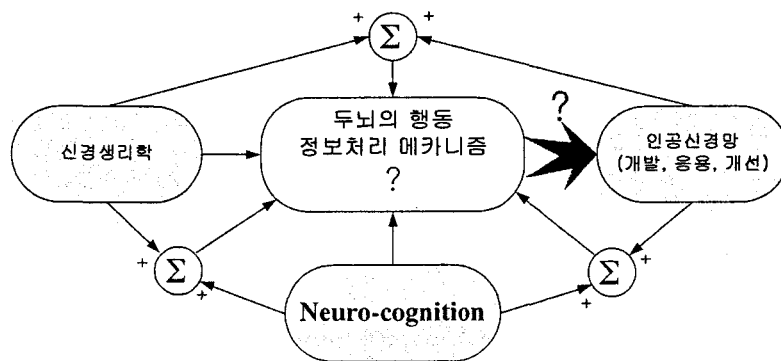 + Σ +
두뇌의 행동
정보처리 메카니즘
?
신경생리학
?
인공신경망
(개발, 응용, 개선)
+ Σ +
Neuro-cognition
Σ +
+